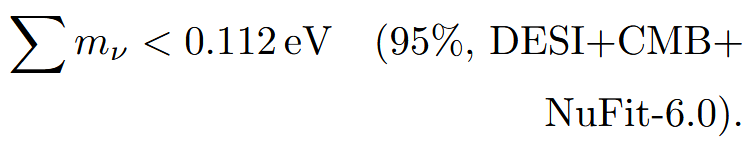 ∑ m_ν < 0.112 eV (95%, DESI+CMB+
NuFit-6.0).